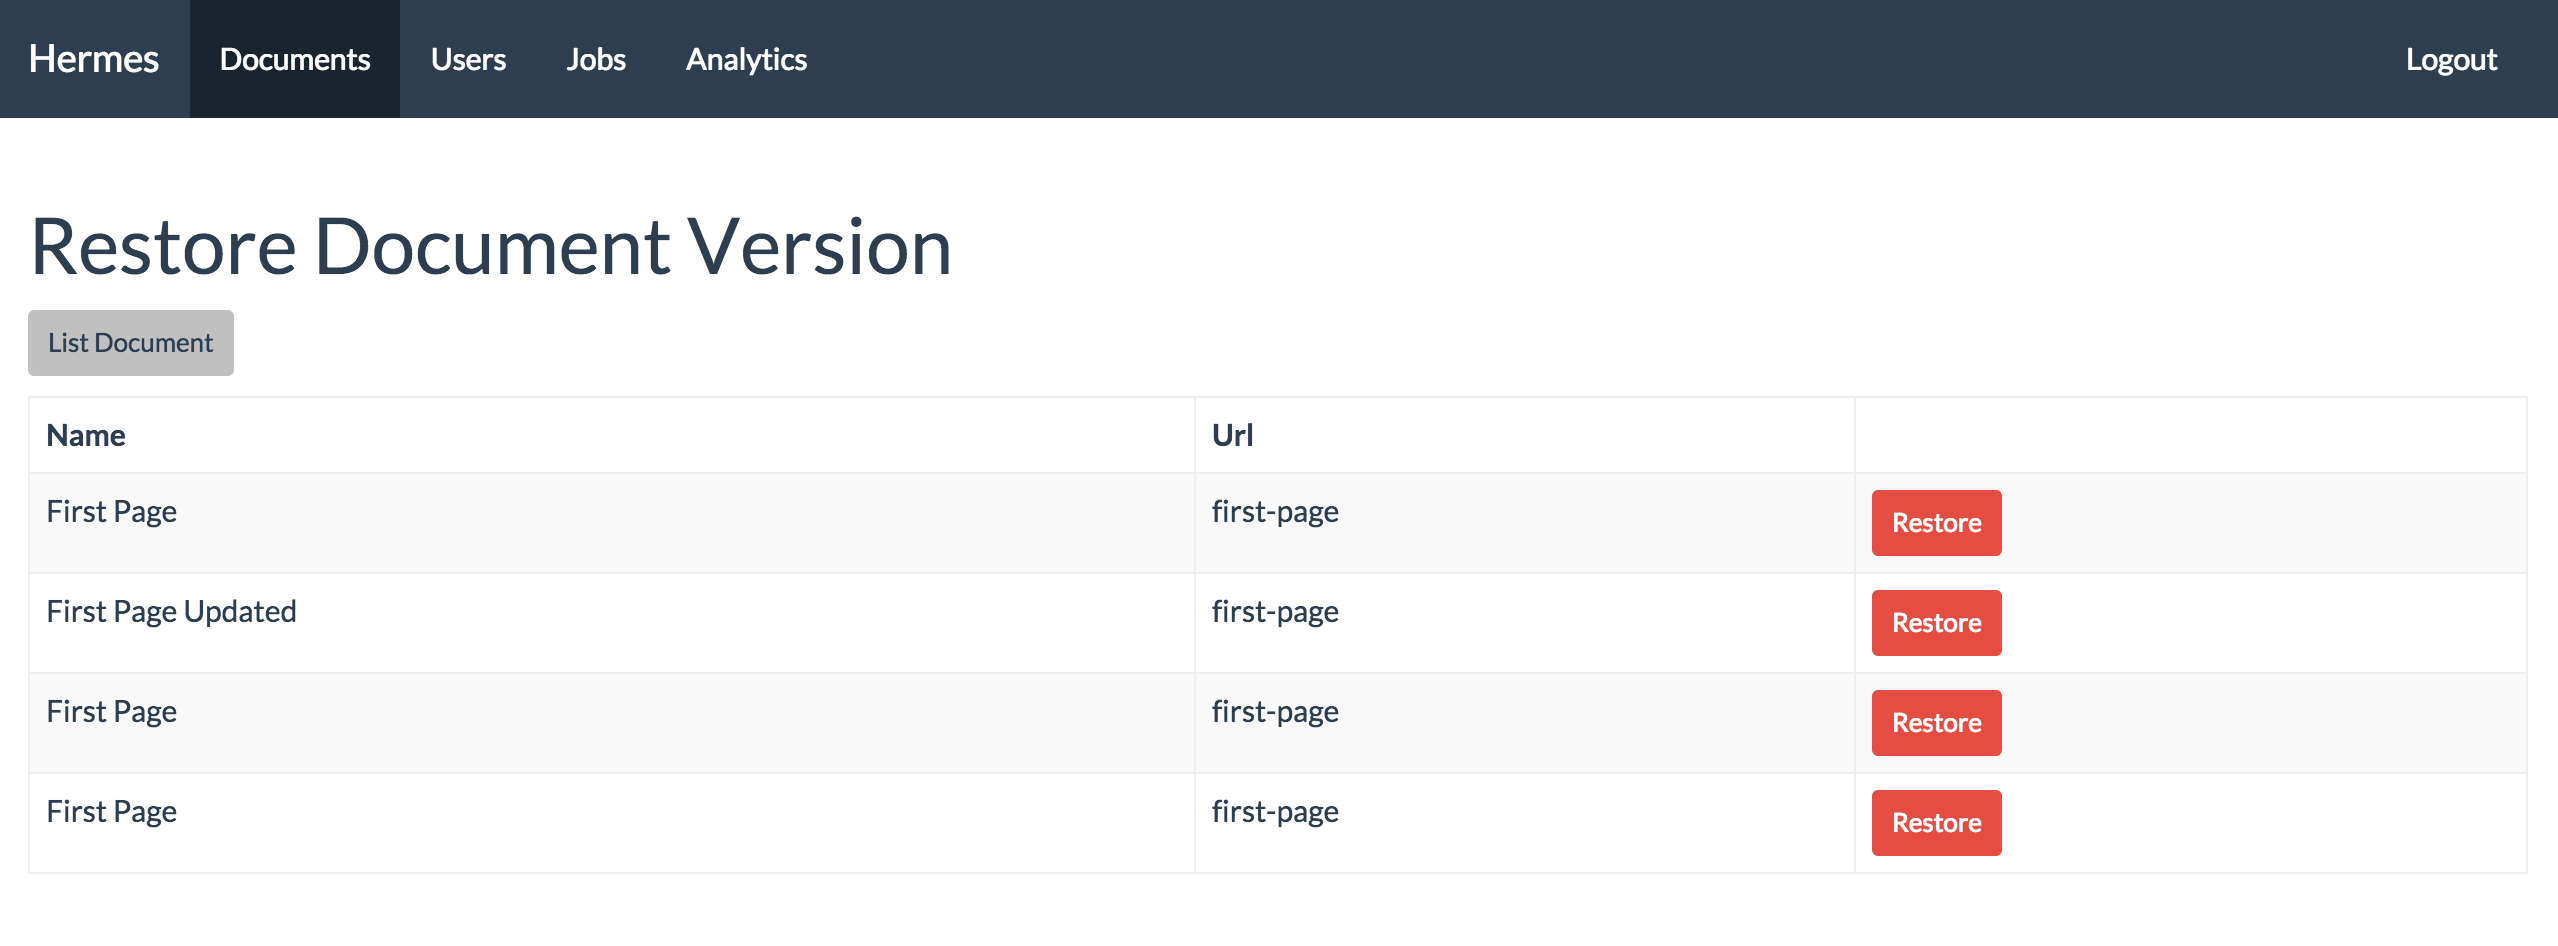 Hermes Documents Users Jobs Analytics Logout
Restore Document Version
List Document
Name Url
First Page first-page Restore
First Page Updated first-page Restore
First Page first-page Restore
First Page first-page Restore